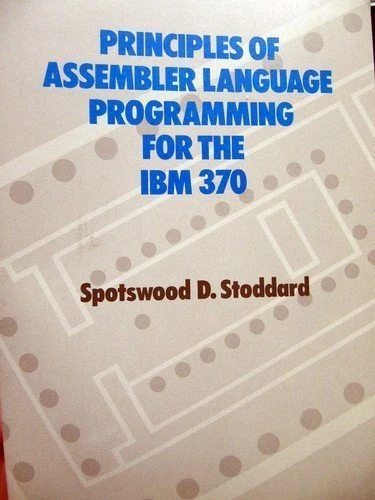 PRINCIPLES OF
ASSEMBLER LANGUAGE
PROGRAMMING
FOR THE
IBM 370
Spotswood D. Stoddard